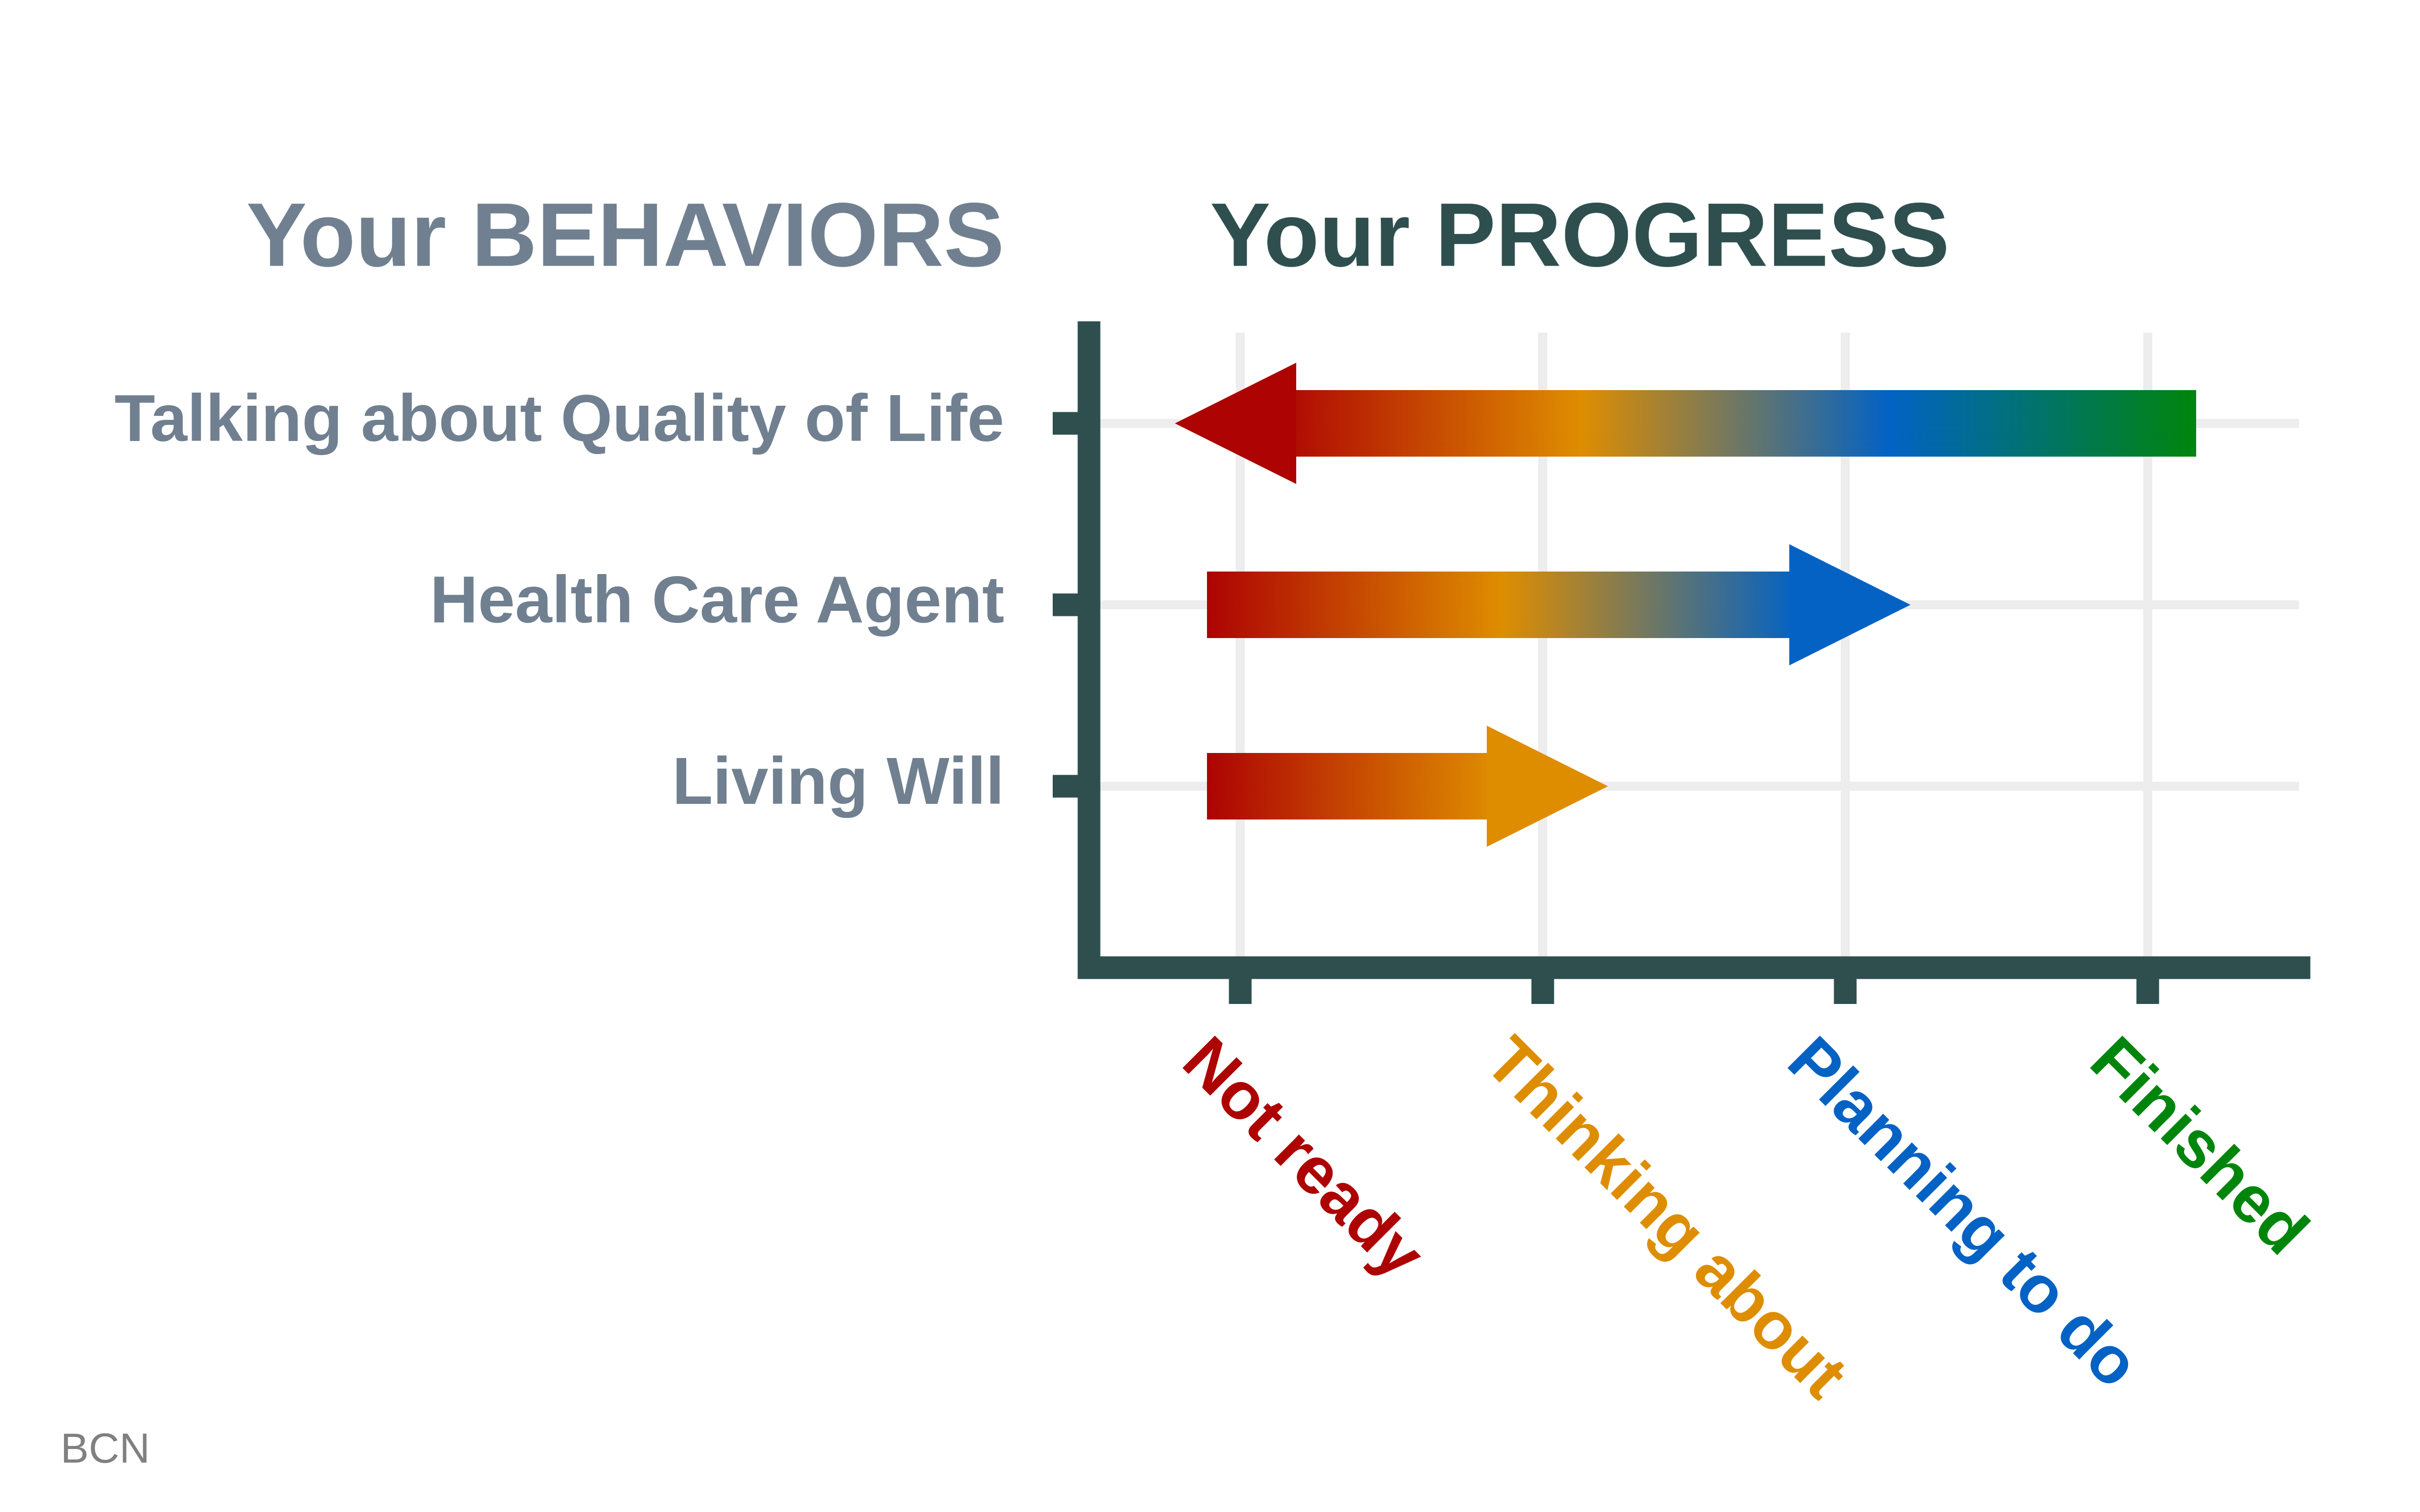 Your BEHAVIORS
Your PROGRESS
Talking about Quality of Life
Health Care Agent
Living Will
Not ready
Thinking about
Planning to do
Finished
BCN